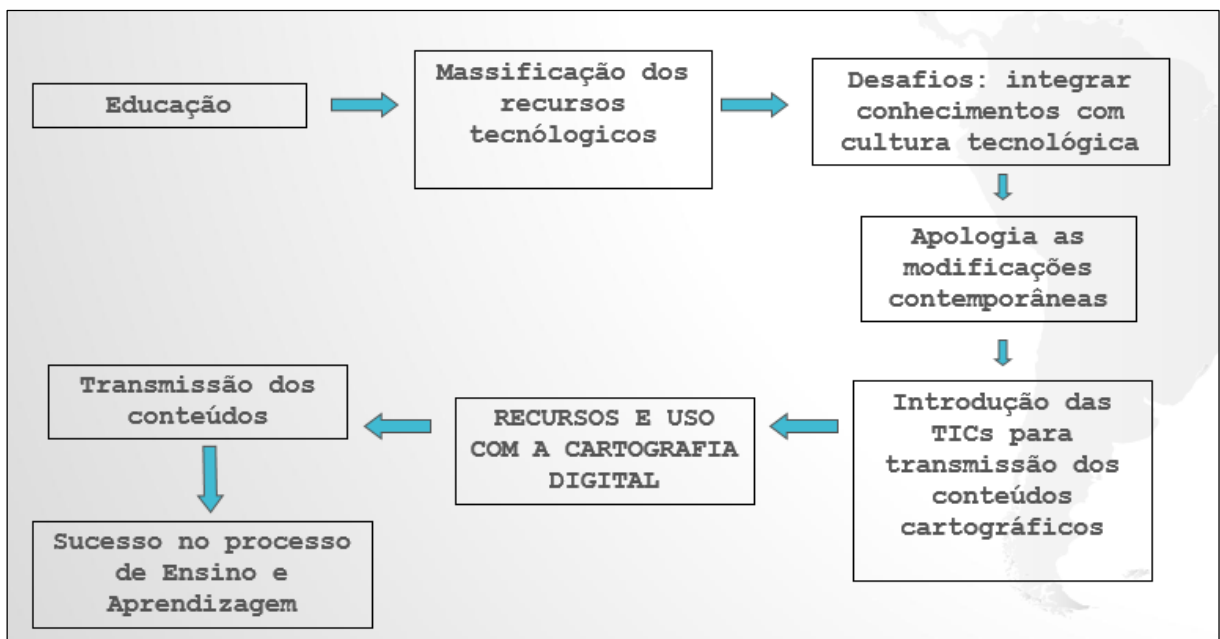 Educação
Massificação dos
recursos
tecnólogicos
Desafios: integrar
conhecimentos com
cultura tecnológica
Apologia as
modificações
contemporâneas
Introdução das
TICs para
transmissão dos
conteúdos
cartográficos
RECURSOS E USO
COM A CARTOGRAFIA
DIGITAL
Transmissão dos
conteúdos
Sucesso no processo
de Ensino e
Aprendizagem